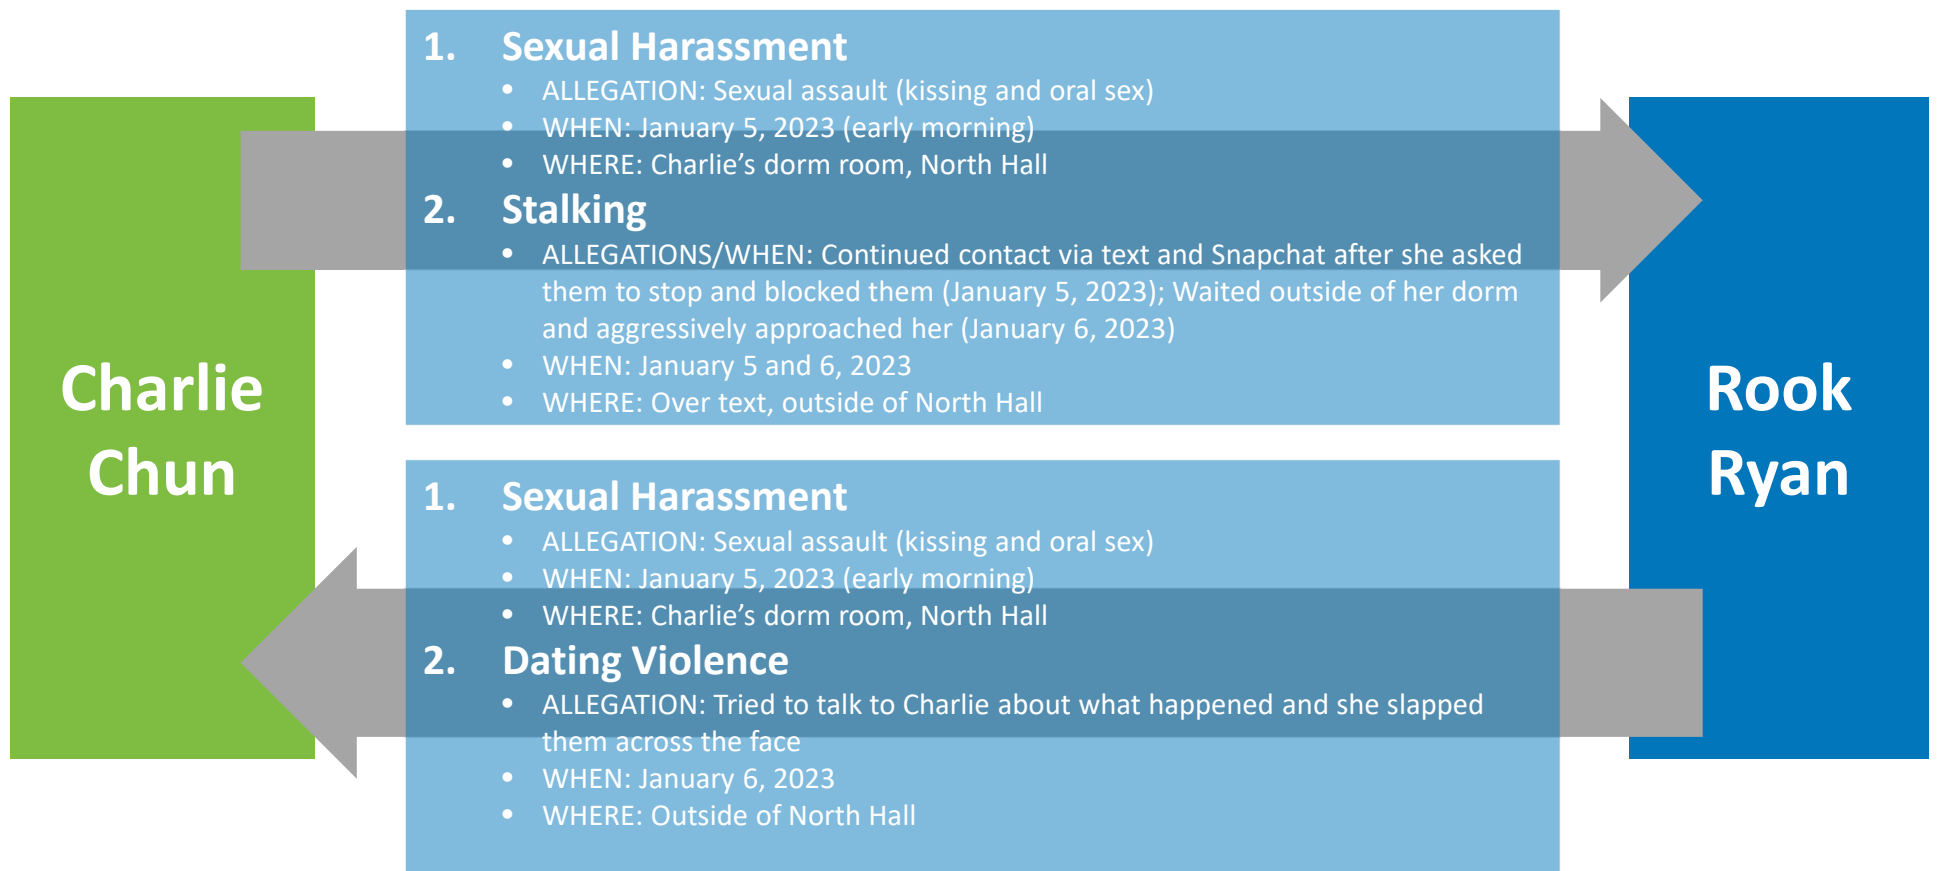 Charlie
Chun
1. Sexual Harassment
• ALLEGATION: Sexual assault (kissing and oral sex)
• WHEN: January 5, 2023 (early morning)
• WHERE: Charlie’s dorm room, North Hall
2. Stalking
• ALLEGATIONS/WHEN: Continued contact via text and Snapchat after she asked
them to stop and blocked them (January 5, 2023); Waited outside of her dorm
and aggressively approached her (January 6, 2023)
• WHEN: January 5 and 6, 2023
• WHERE: Over text, outside of North Hall
1. Sexual Harassment
• ALLEGATION: Sexual assault (kissing and oral sex)
• WHEN: January 5, 2023 (early morning)
• WHERE: Charlie’s dorm room, North Hall
2. Dating Violence
• ALLEGATION: Tried to talk to Charlie about what happened and she slapped
them across the face
• WHEN: January 6, 2023
• WHERE: Outside of North Hall
Rook
Ryan